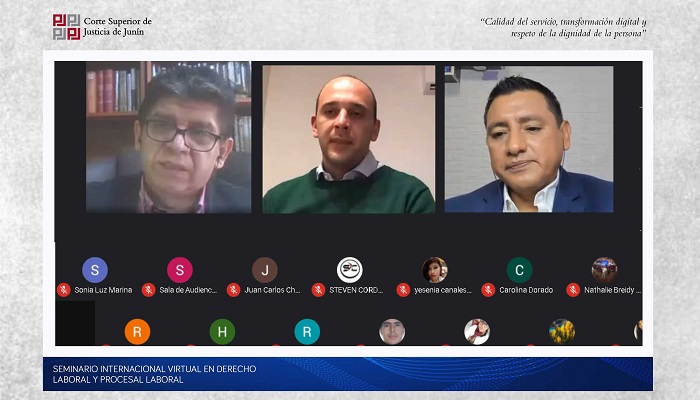 Corte Superior de
Justicia de Junín
“Calidad del servicio, transformación digital y
respeto de la dignidad de la persona”
S S J SC C
Sonia Luz Marina Sala de Audienc... Juan Carlos Ch... STEVEN CORD... yesenia canales... Carolina Dorado Nathalie Breidy ...
R H R
SEMINARIO INTERNACIONAL VIRTUAL EN DERECHO
LABORAL Y PROCESAL LABORAL